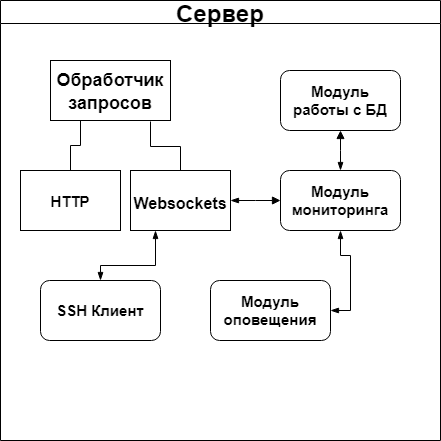 Сервер
Обработчик
запросов
Модуль
работы с БД
HTTP
Websockets
Модуль
мониторинга
SSH Клиент
Модуль
оповещения